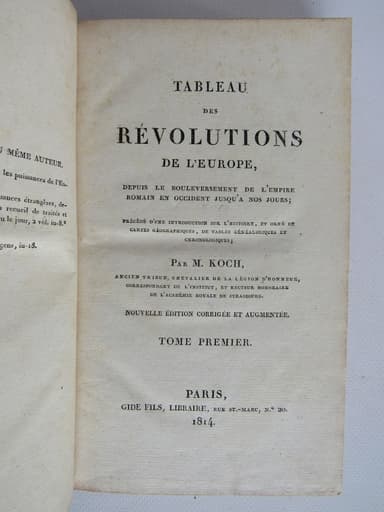 U MÊME AUTEUR.
les puissances de l'Eu-
sances étrangères, de-
recueil de traités et
u le jour, 2 vol. in-8.º
gens, in-18.
TABLEAU
DES
RÉVOLUTIONS
DE L'EUROPE,
DEPUIS LE BOULEVERSEMENT DE L'EMPIRE
ROMAIN EN OCCIDENT JUSQU'A NOS JOURS;
PRÉCÉDÉ D'UNE INTRODUCTION SUR L'HISTOIRE, ET ORNÉ DE
CARTES GÉOGRAPHIQUES, DE TABLES GÉNÉALOGIQUES ET
CHRONOLOGIQUES;
PAR M. KOCH,
ANCIEN TRIBUN, CHEVALIER DE LA LÉGION D'HONNEUR,
CORRESPONDANT DE L'INSTITUT, ET RECTEUR HONORAIRE
DE L'ACADÉMIE ROYALE DE STRASBOURG.
NOUVELLE ÉDITION CORRIGÉE ET AUGMENTÉE.
TOME PREMIER.
PARIS,
GIDE FILS, LIBRAIRE, RUE ST.-MARC, N.º 20.
1814.